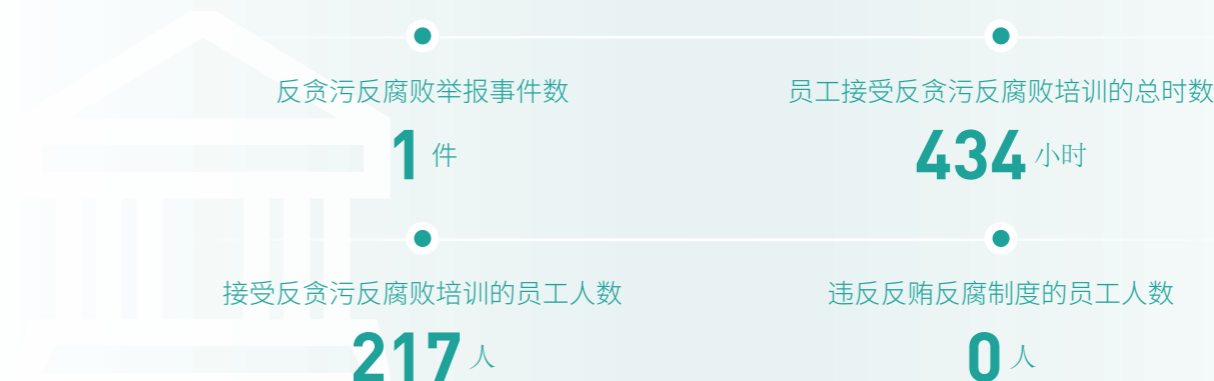 反贪污反腐败举报事件数
1 件
员工接受反贪污反腐败培训的总时数
434 小时
接受反贪污反腐败培训的员工人数
217 人
违反反贿反腐制度的员工人数
0 人